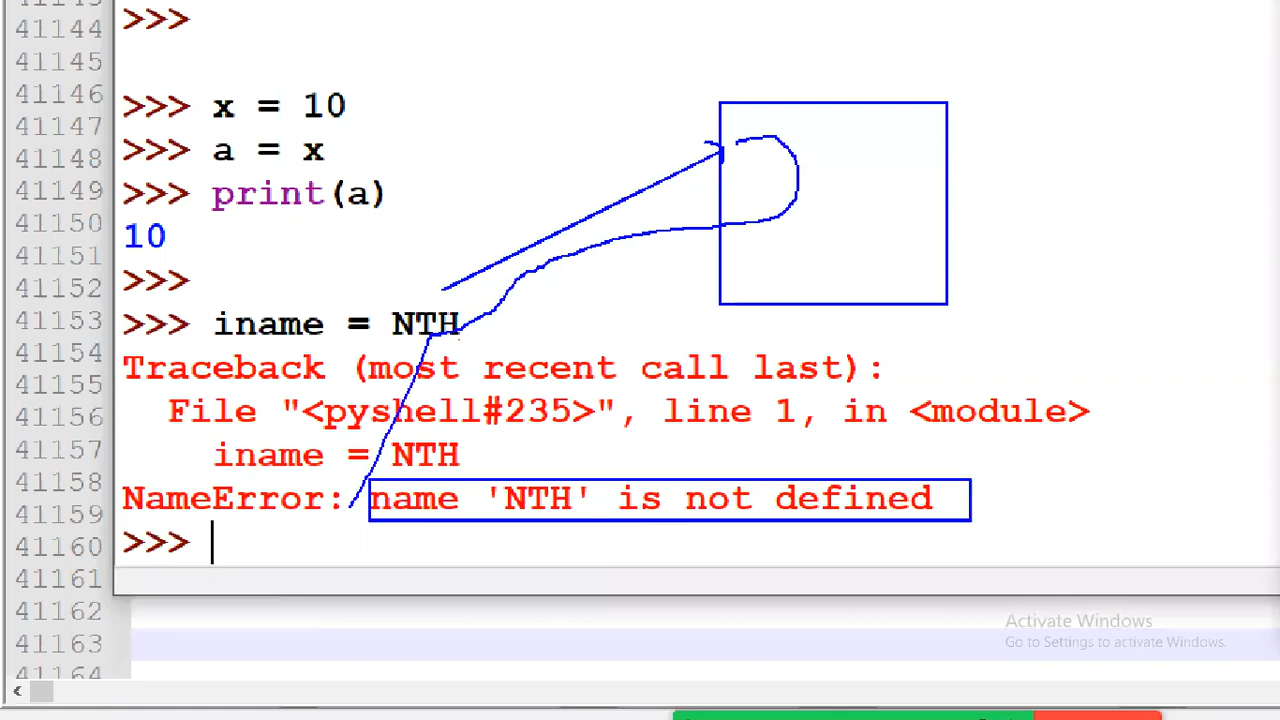 41143
41144
41145
41146
41147
41148
41149
41150
41151
41152
41153
41154
41155
41156
41157
41158
41159
41160
41161
41162
41163
41164
>>>
>>> x = 10
>>> a = x
>>> print(a)
10
>>>
>>> iname = NTH
Traceback (most recent call last):
File "<pyshell#235>", line 1, in <module>
iname = NTH
NameError: name 'NTH' is not defined
>>>
Activate Windows
Go to Settings to activate Windows.